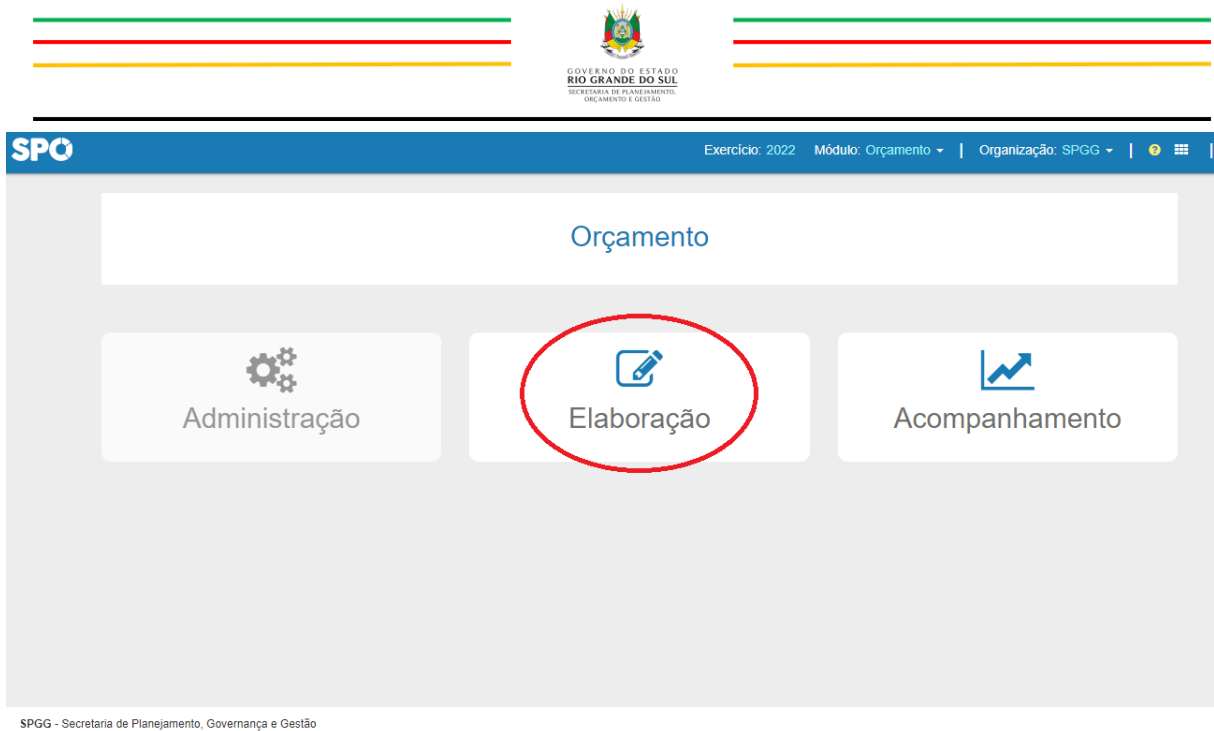 GOVERNO DO ESTADO
RIO GRANDE DO SUL
SECRETARIA DE PLANEJAMENTO,
ORÇAMENTO E GESTÃO
SPO Exercício: 2022 Módulo: Orçamento | Organização: SPGG | ? |
Orçamento
Administração Elaboração Acompanhamento
SPGG - Secretaria de Planejamento, Governança e Gestão